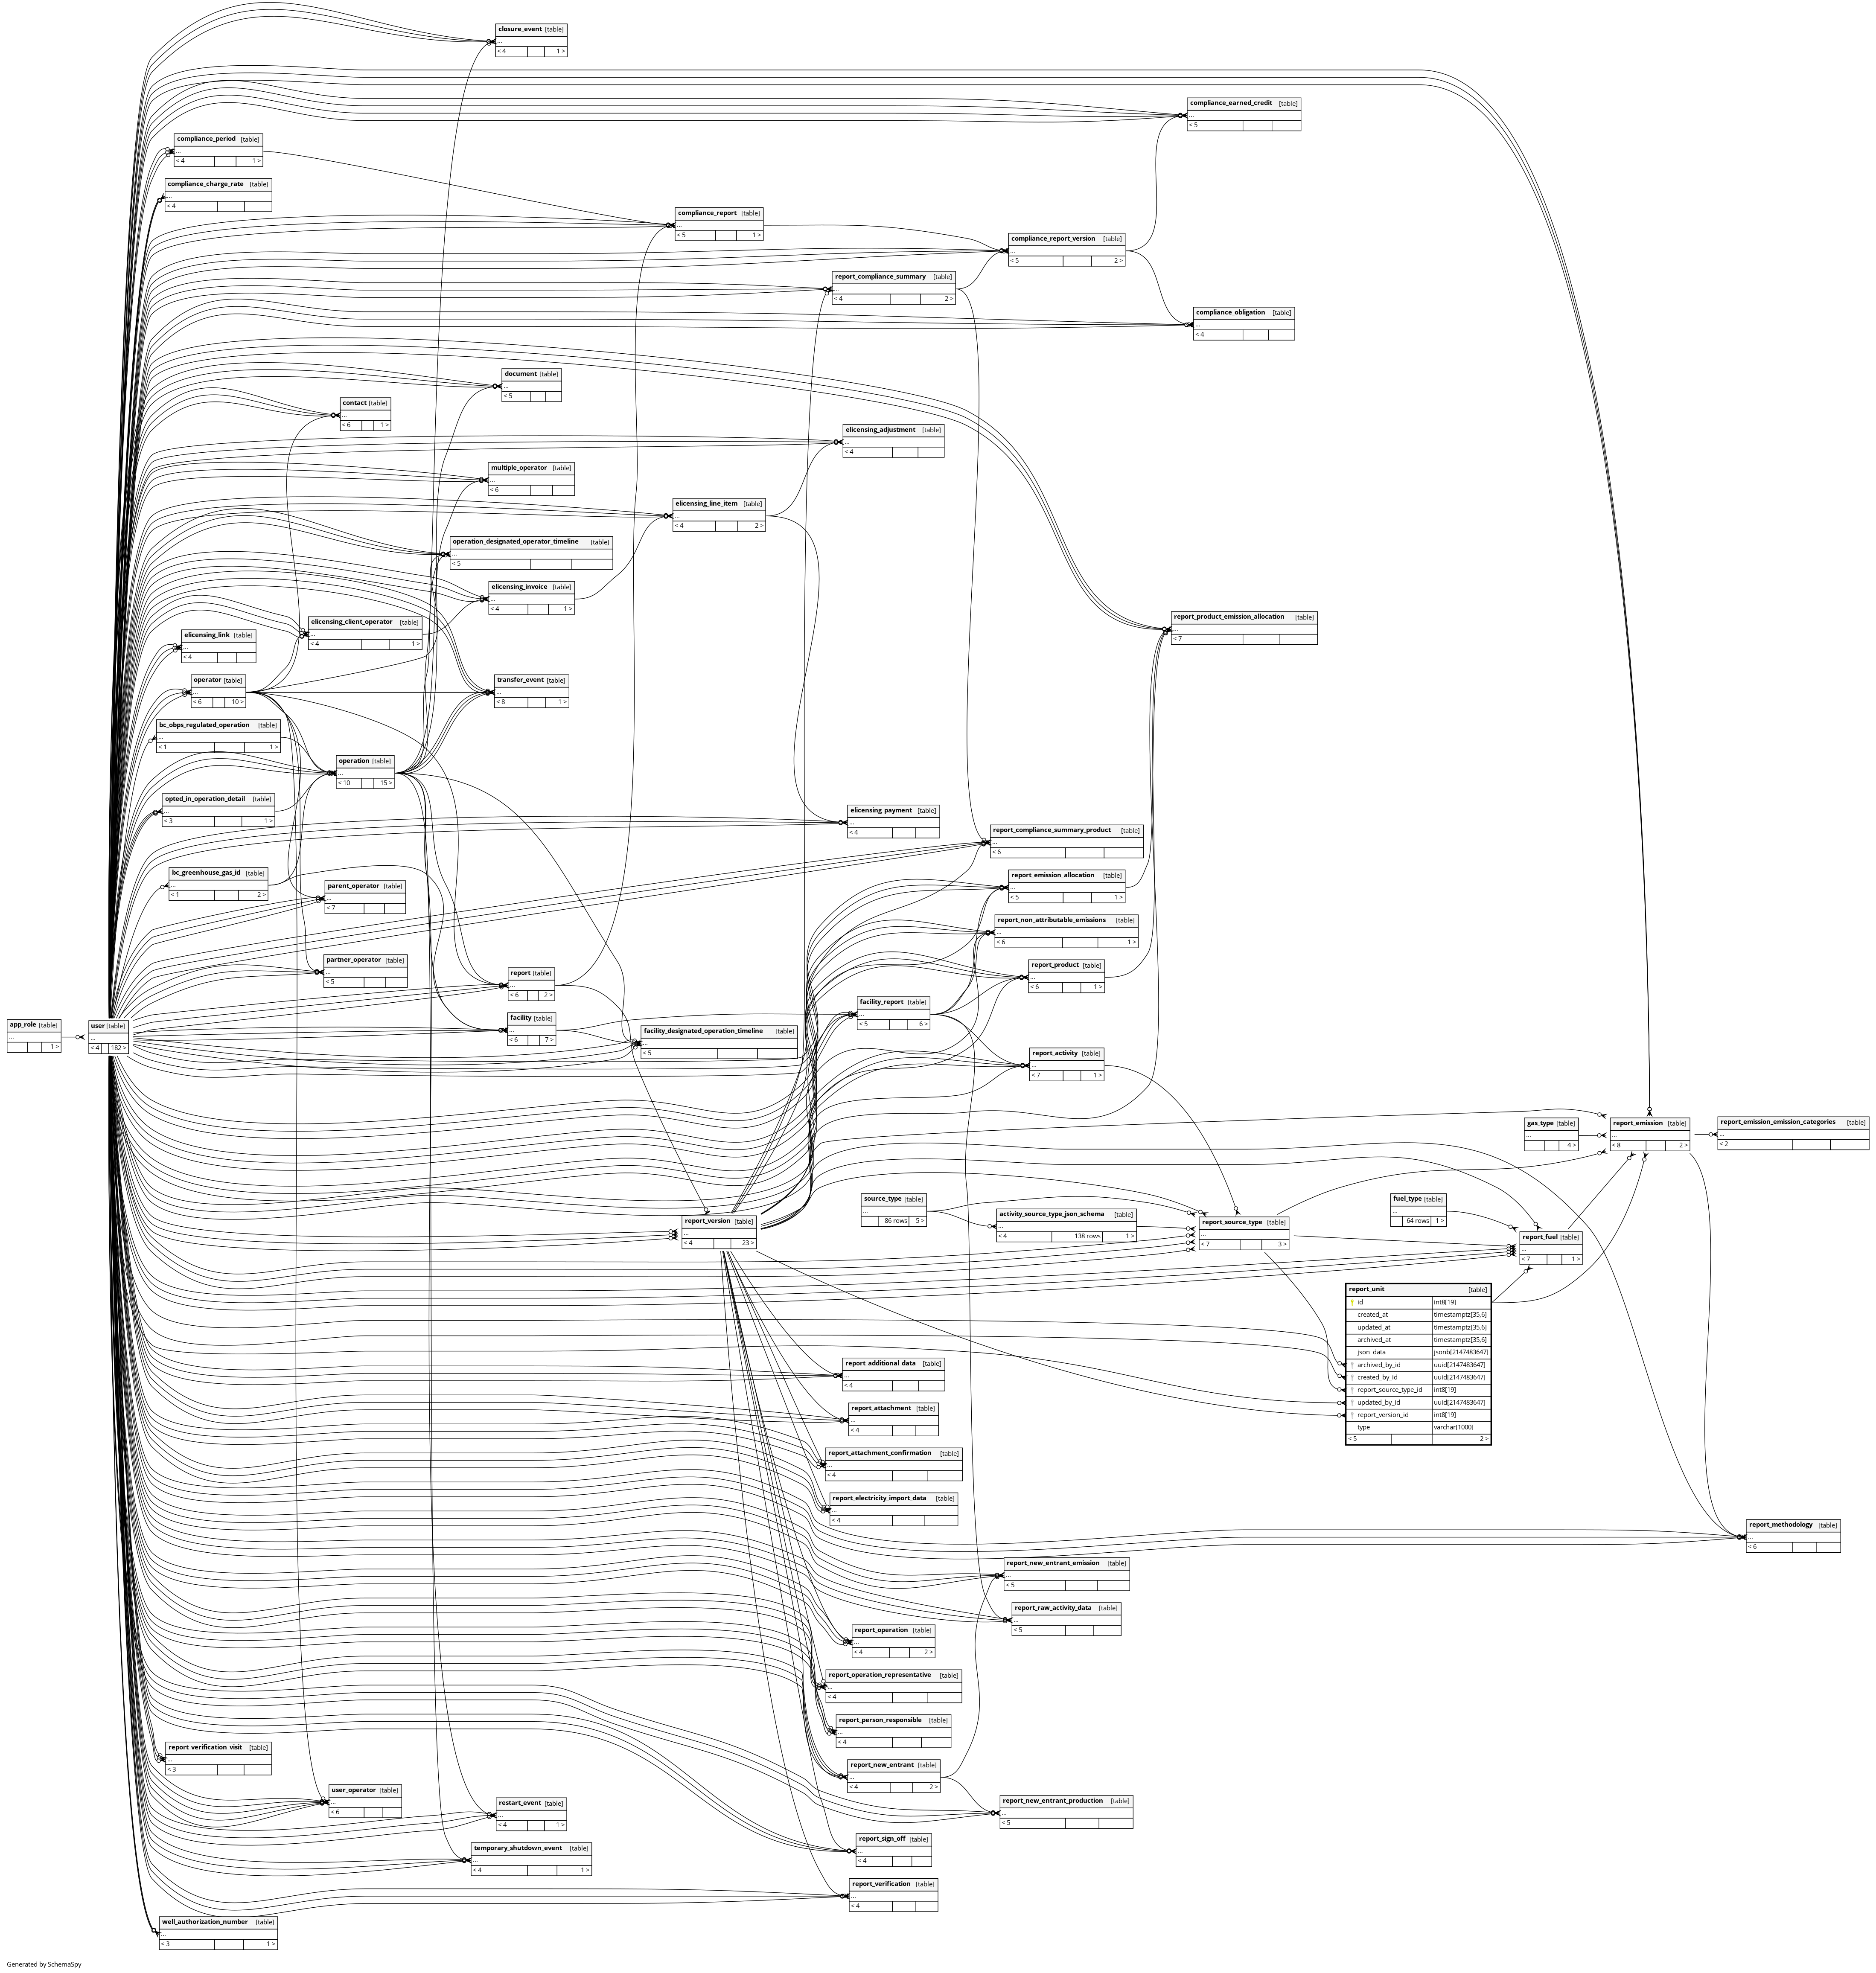 closure_event [table]
...
< 4 1 >
compliance_earned_credit [table]
...
< 5
compliance_period [table]
...
< 4 1 >
compliance_charge_rate [table]
...
< 4
compliance_report [table]
...
< 5 1 >
compliance_report_version [table]
...
< 5 2 >
report_compliance_summary [table]
...
< 4 2 >
compliance_obligation [table]
...
< 4
document [table]
...
< 5
contact [table]
...
< 6 1 >
elicensing_adjustment [table]
...
< 4
multiple_operator [table]
...
< 6
elicensing_line_item [table]
...
< 4 2 >
operation_designated_operator_timeline [table]
...
< 5
elicensing_invoice [table]
...
< 4 1 >
report_product_emission_allocation [table]
...
< 7
elicensing_client_operator [table]
...
< 4 1 >
elicensing_link [table]
...
< 4
operator [table]
...
< 6 10 >
transfer_event [table]
...
< 8 1 >
bc_obps_regulated_operation [table]
...
< 1 1 >
operation [table]
...
< 10 15 >
opted_in_operation_detail [table]
...
< 3 1 >
elicensing_payment [table]
...
< 4
report_compliance_summary_product [table]
...
< 6
bc_greenhouse_gas_id [table]
...
< 1 2 >
parent_operator [table]
...
< 7
report_emission_allocation [table]
...
< 5 1 >
report_non_attributable_emissions [table]
...
< 6 1 >
partner_operator [table]
...
< 5
report [table]
...
< 6 2 >
report_product [table]
...
< 6 1 >
facility_report [table]
...
< 5 6 >
app_role [table]
...
1 >
user [table]
...
< 4 182 >
facility [table]
...
< 6 7 >
facility_designated_operation_timeline [table]
...
< 5
report_activity [table]
...
< 7 1 >
gas_type [table]
...
4 >
report_emission [table]
...
< 8 2 >
report_emission_emission_categories [table]
...
< 2
source_type [table]
...
86 rows 5 >
activity_source_type_json_schema [table]
...
< 4 138 rows 1 >
report_version [table]
...
< 4 23 >
report_source_type [table]
...
< 7 3 >
fuel_type [table]
...
64 rows 1 >
report_fuel [table]
...
< 7 1 >
report_unit [table]
id int8[19]
created_at timestamptz[35,6]
updated_at timestamptz[35,6]
archived_at timestamptz[35,6]
json_data jsonb[2147483647]
archived_by_id uuid[2147483647]
created_by_id uuid[2147483647]
report_source_type_id int8[19]
updated_by_id uuid[2147483647]
report_version_id int8[19]
type varchar[1000]
< 5 2 >
report_additional_data [table]
...
< 4
report_attachment [table]
...
< 4
report_attachment_confirmation [table]
...
< 4
report_electricity_import_data [table]
...
< 4
report_methodology [table]
...
< 6
report_new_entrant_emission [table]
...
< 5
report_raw_activity_data [table]
...
< 5
report_operation [table]
...
< 4 2 >
report_operation_representative [table]
...
< 4
report_person_responsible [table]
...
< 4
report_verification_visit [table]
...
< 3
report_new_entrant [table]
...
< 4 2 >
user_operator [table]
...
< 6
restart_event [table]
...
< 4 1 >
report_new_entrant_production [table]
...
< 5
report_sign_off [table]
...
< 4
temporary_shutdown_event [table]
...
< 4 1 >
report_verification [table]
...
< 4
well_authorization_number [table]
...
< 3 1 >
Generated by SchemaSpy